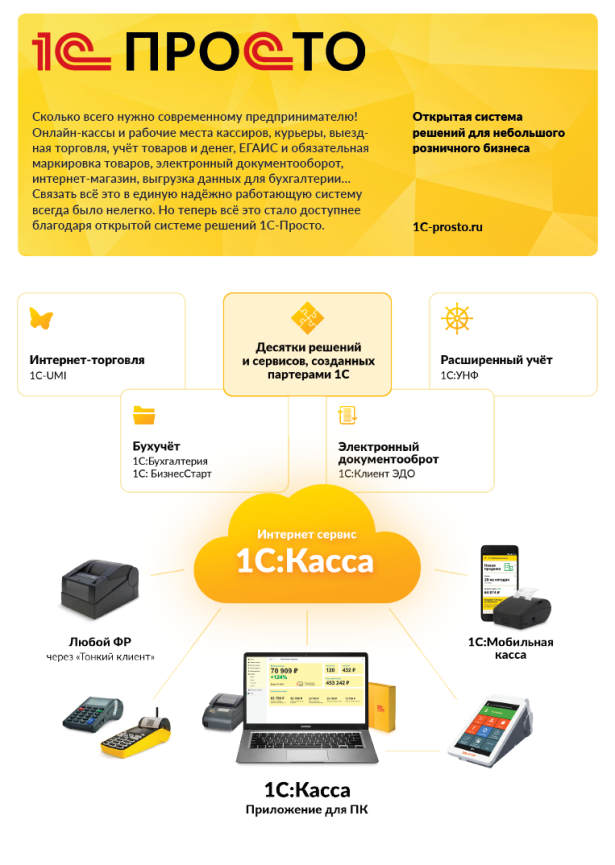 1С ПРОСТО
Сколько всего нужно современному предпринимателю!
Онлайн-кассы и рабочие места кассиров, курьеры, выезд-
ная торговля, учёт товаров и денег, ЕГАИС и обязательная
маркировка товаров, электронный документооборот,
интернет-магазин, выгрузка данных для бухгалтерии...
Связать всё это в единую надёжно работающую систему
всегда было нелегко. Но теперь всё это стало доступнее
благодаря открытой системе решений 1С-Просто.
Открытая система
решений для небольшого
розничного бизнеса
1C-prosto.ru
Интернет-торговля
1C-UMI
Десятки решений
и сервисов, созданных
партерами 1С
Расширенный учёт
1С:УНФ
Бухучёт
1С:Бухгалтерия
1С: БизнесСтарт
Электронный
документооброт
1С:Клиент ЭДО
Интернет сервис
1С:Касса
Любой ФР
через «Тонкий клиент»
1С:Мобильная
касса
70 909 ₽
+124%
120
432 ₽
453 242 ₽
1С:Касса
Приложение для ПК